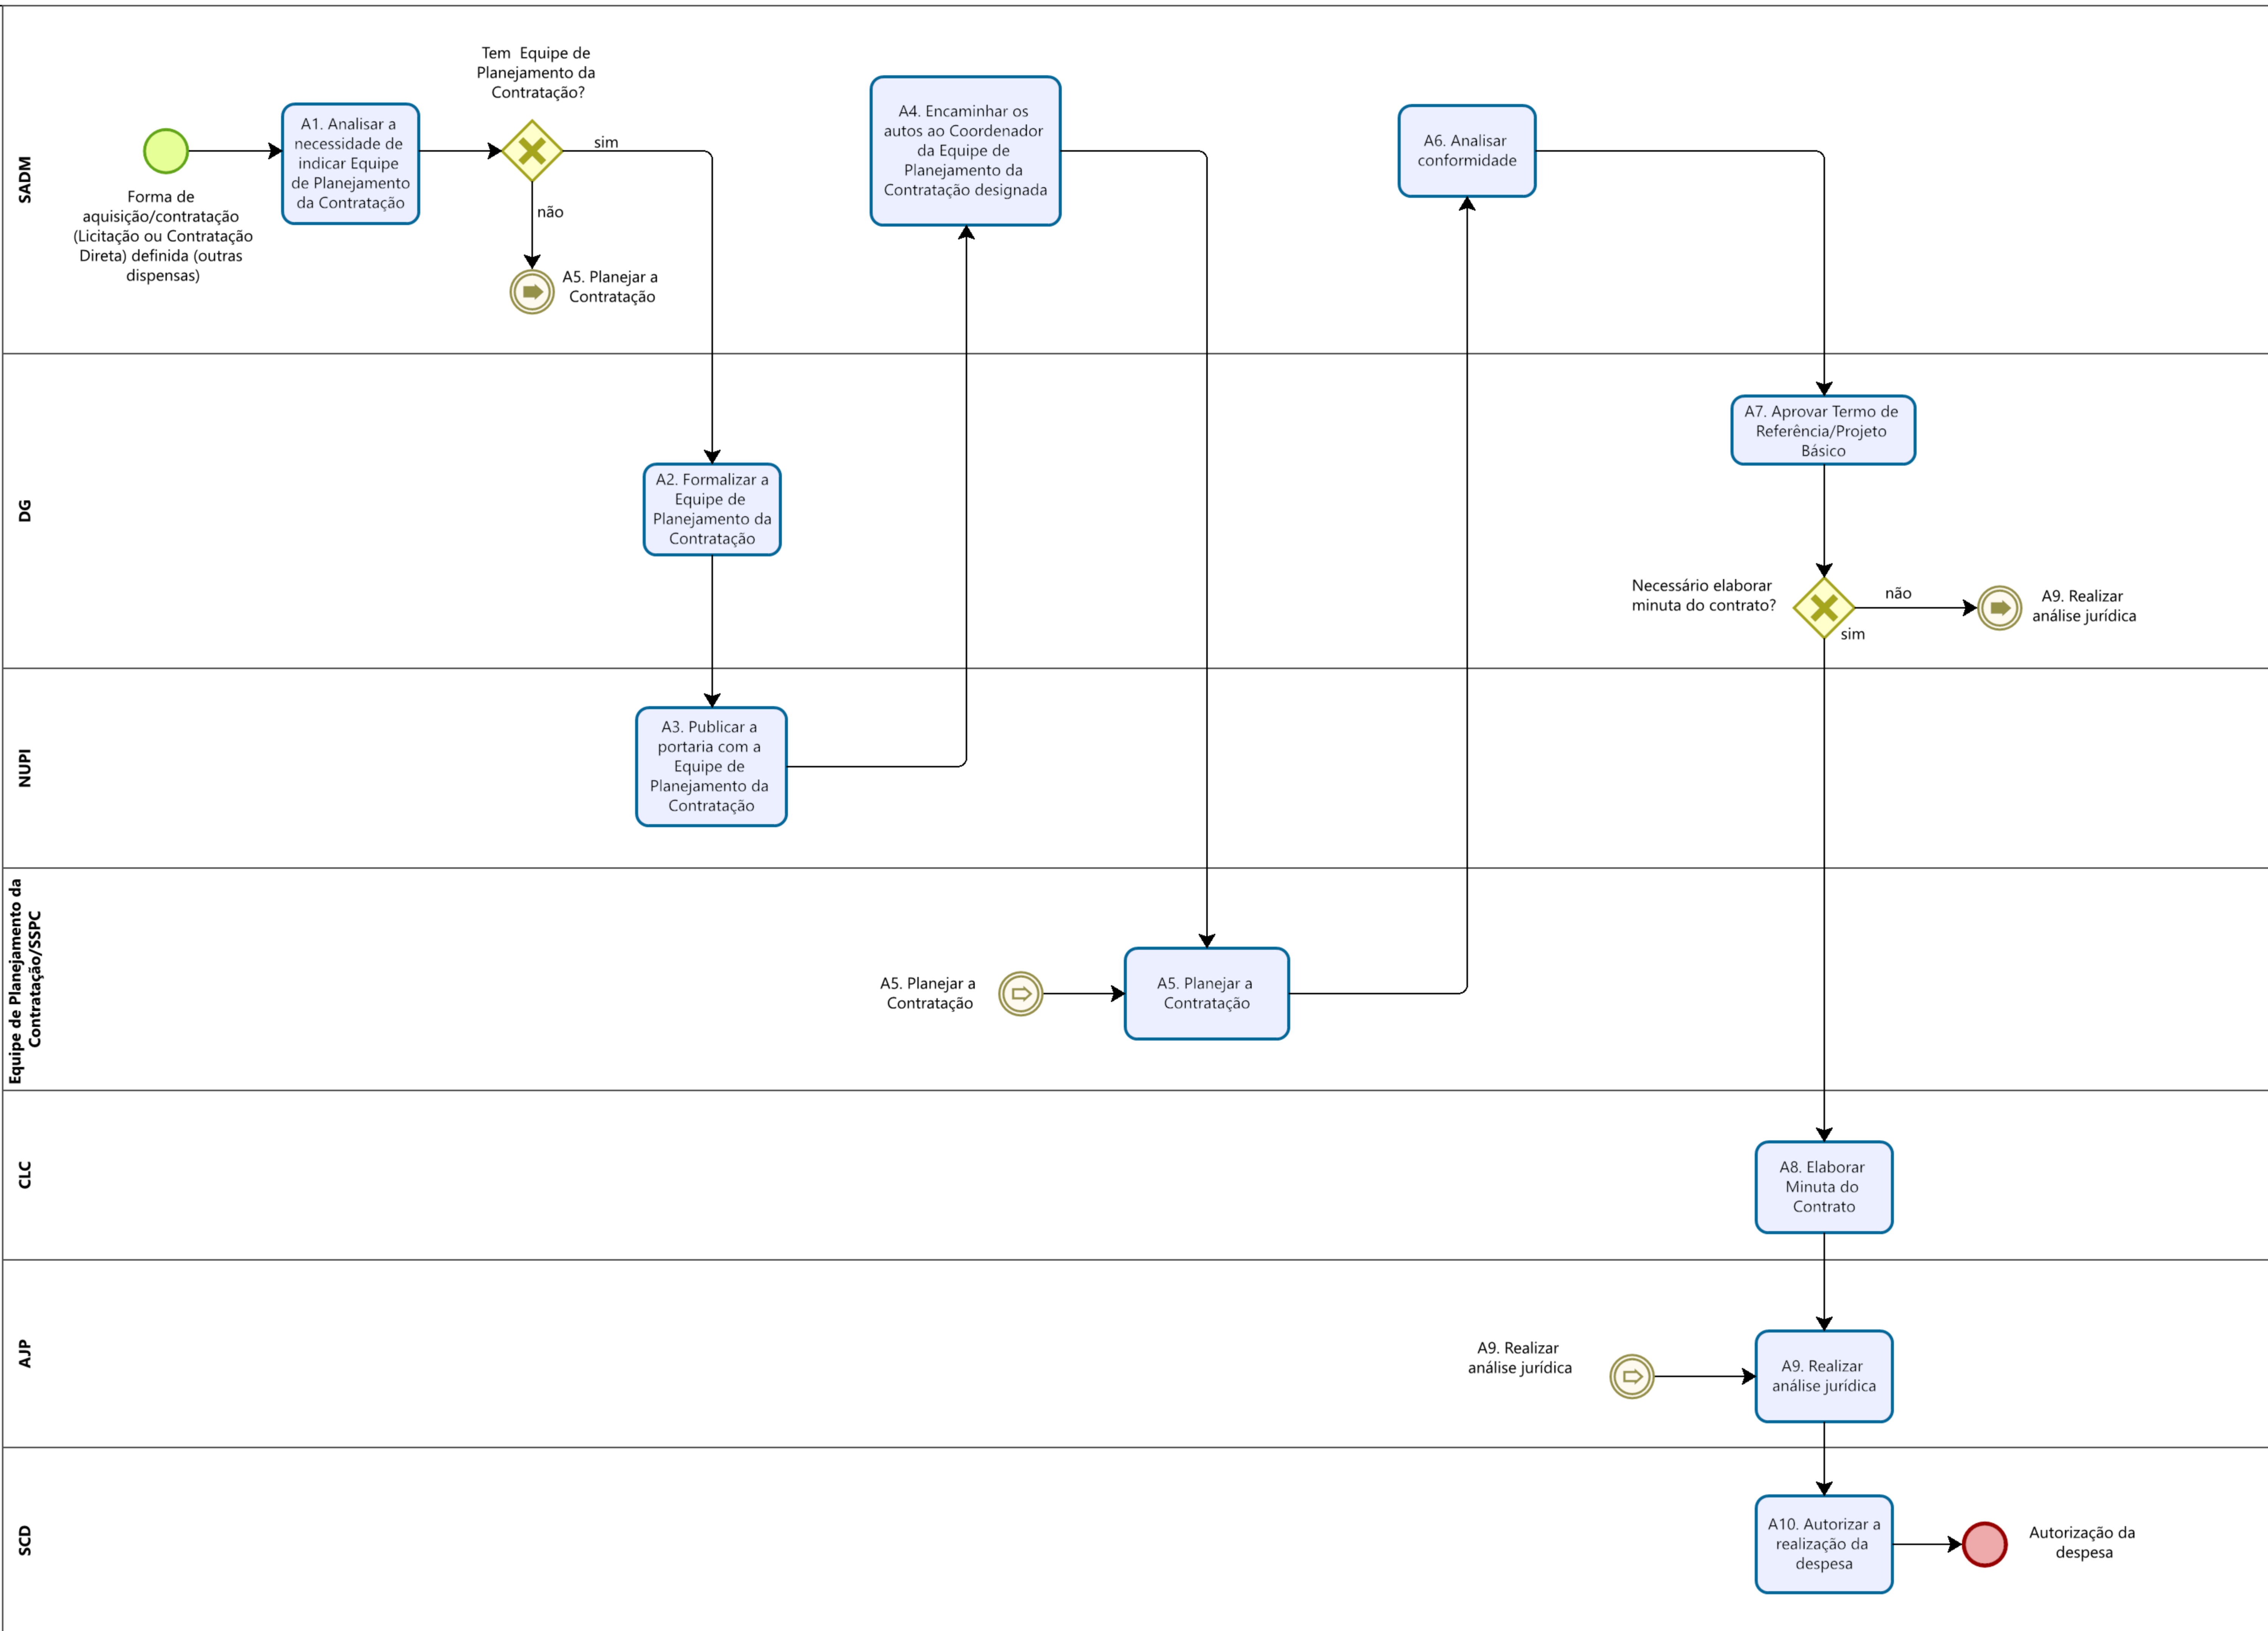 SADM
Forma de
aquisição/contratação
(Licitação ou Contratação
Direta) definida (outras
dispensas)
A1. Analisar a
necessidade de
indicar Equipe
de Planejamento
da Contratação
Tem Equipe de
Planejamento da
Contratação?
sim
não
A5. Planejar a
Contratação
A4. Encaminhar os
autos ao Coordenador
da Equipe de
Planejamento da
Contratação designada
A6. Analisar
conformidade
DG
A2. Formalizar a
Equipe de
Planejamento da
Contratação
A7. Aprovar Termo de
Referência/Projeto
Básico
Necessário elaborar
minuta do contrato?
não
sim
A9. Realizar
análise jurídica
NUPI
A3. Publicar a
portaria com a
Equipe de
Planejamento da
Contratação
Equipe de Planejamento da
Contratação/SSPC
A5. Planejar a
Contratação
A5. Planejar a
Contratação
CLC
A8. Elaborar
Minuta do
Contrato
AJP
A9. Realizar
análise jurídica
A9. Realizar
análise jurídica
SCD
A10. Autorizar a
realização da
despesa
Autorização da
despesa